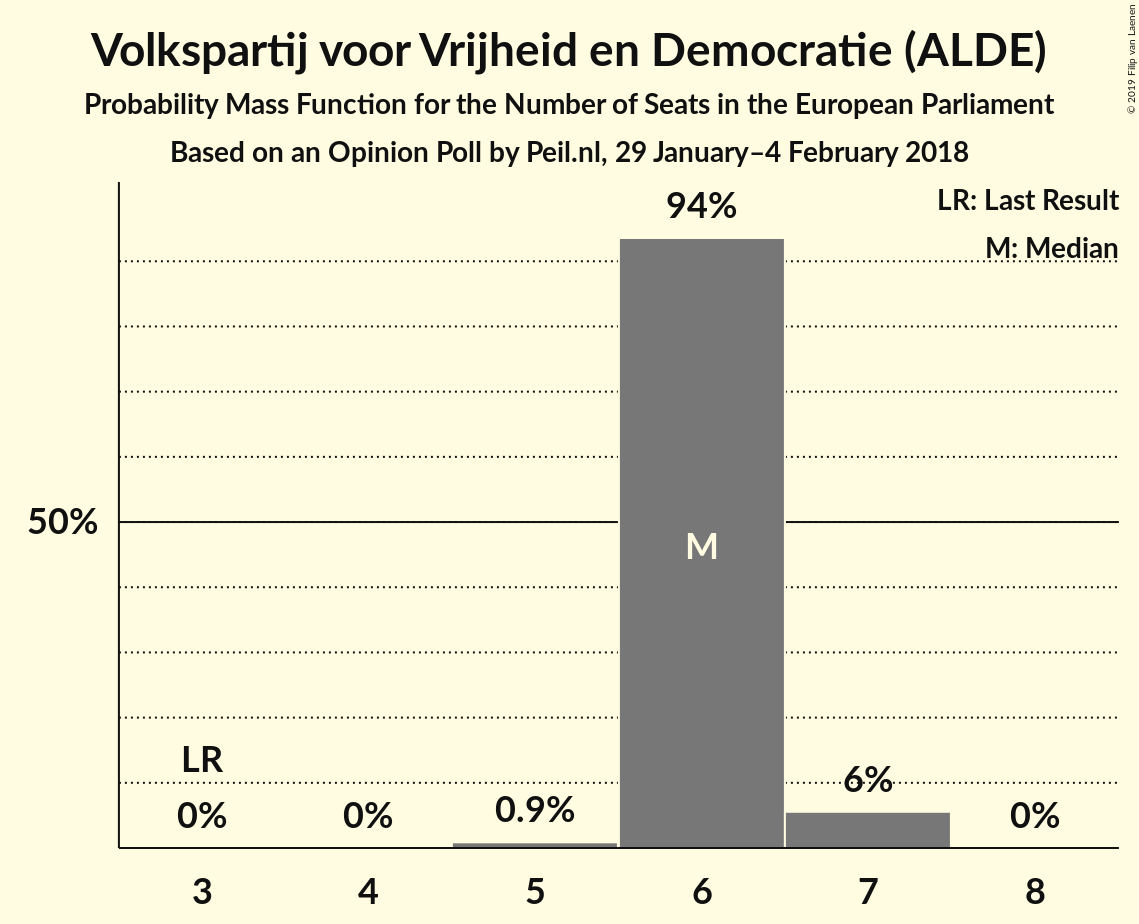 Volkspartij voor Vrijheid en Democratie (ALDE)
Probability Mass Function for the Number of Seats in the European Parliament
Based on an Opinion Poll by Peil.nl, 29 January–4 February 2018
© 2019 Filip van Laenen
LR: Last Result
M: Median
94%
50%
M
LR
0%
0%
0.9%
6%
0%
3
4
5
6
7
8